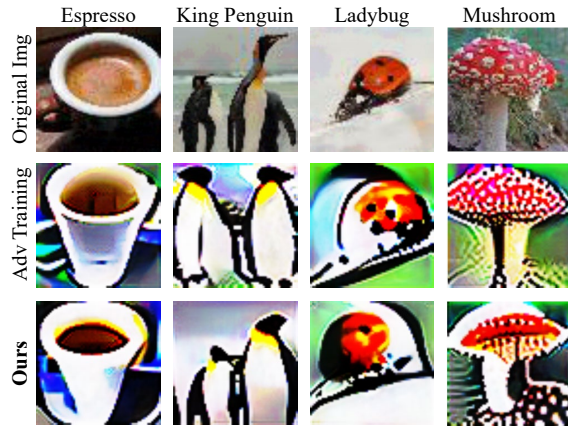 Espresso King Penguin Ladybug Mushroom
Original Img
Adv Training
Ours